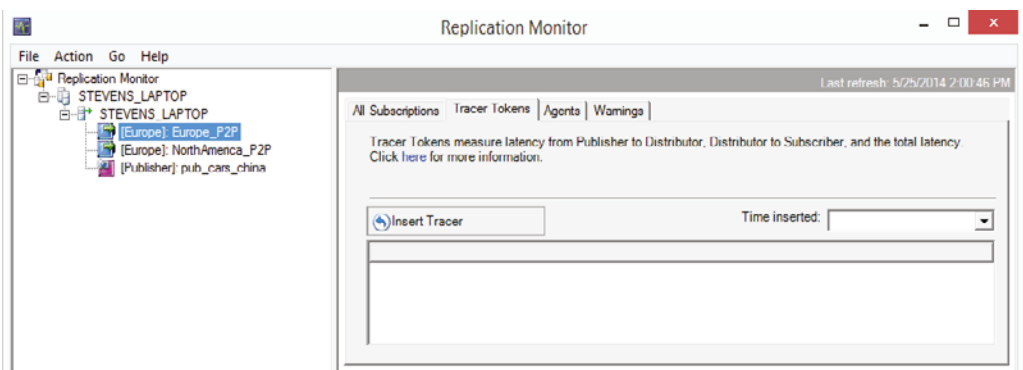 Replication Monitor
File Action Go Help
Replication Monitor
STEVENS_LAPTOP
STEVENS_LAPTOP
[Europe]: Europe_P2P
[Europe]: NorthAmerica_P2P
[Publisher]: pub_cars_china
Last refresh: 5/25/2014 2:00:46 PM
All Subscriptions Tracer Tokens Agents Warnings
Tracer Tokens measure latency from Publisher to Distributor, Distributor to Subscriber, and the total latency.
Click here for more information.
Insert Tracer Time inserted: